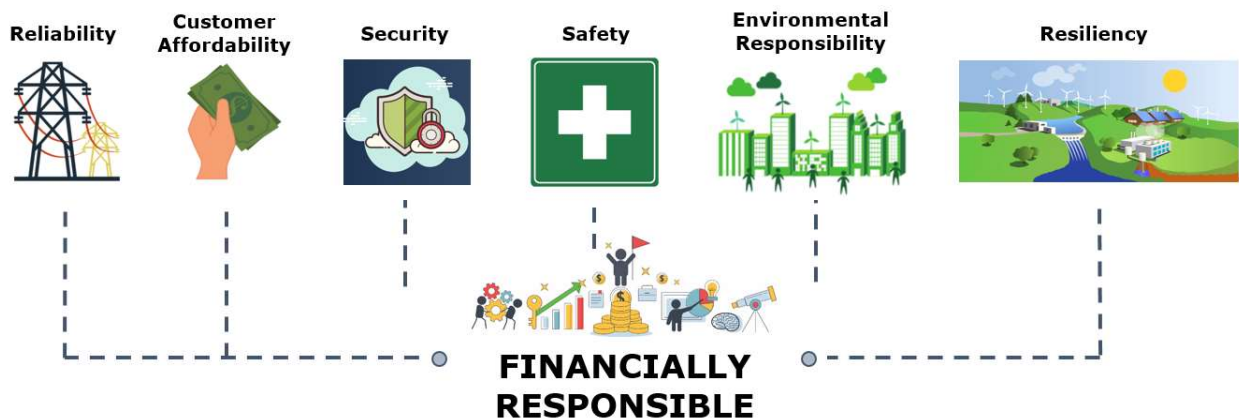 Reliability
Customer
Affordability
Security
Safety
Environmental
Responsibility
Resiliency
FINANCIALLY
RESPONSIBLE